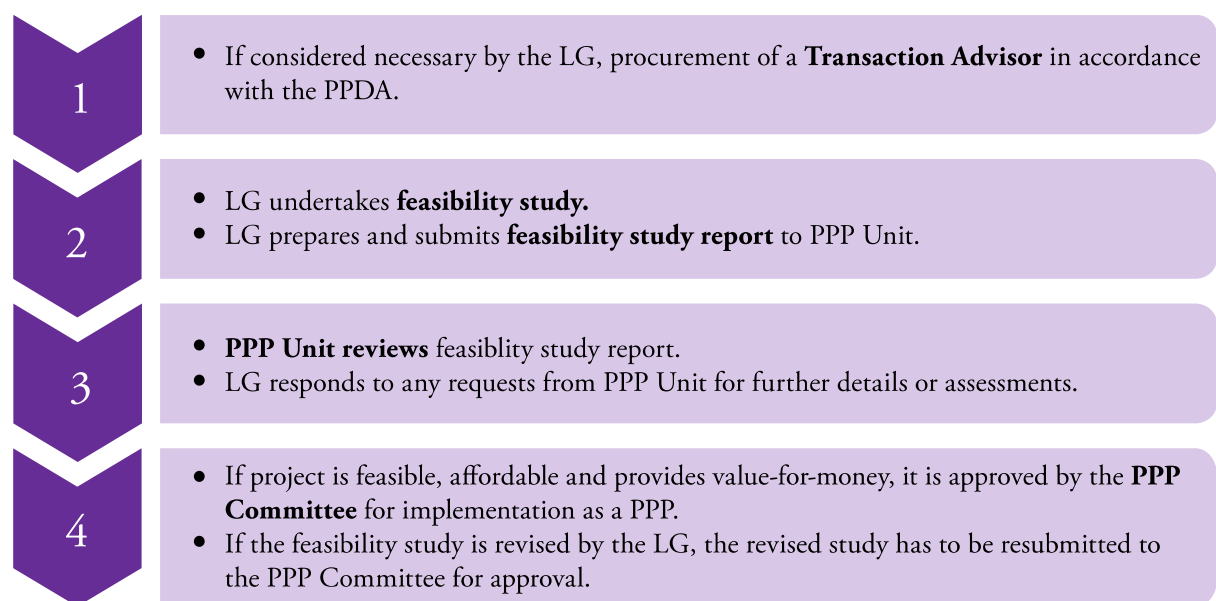 1
• If considered necessary by the LG, procurement of a Transaction Advisor in accordance
with the PPDA.
2
• LG undertakes feasibility study.
• LG prepares and submits feasibility study report to PPP Unit.
3
• PPP Unit reviews feasiblity study report.
• LG responds to any requests from PPP Unit for further details or assessments.
4
• If project is feasible, affordable and provides value-for-money, it is approved by the PPP
Committee for implementation as a PPP.
• If the feasibility study is revised by the LG, the revised study has to be resubmitted to
the PPP Committee for approval.